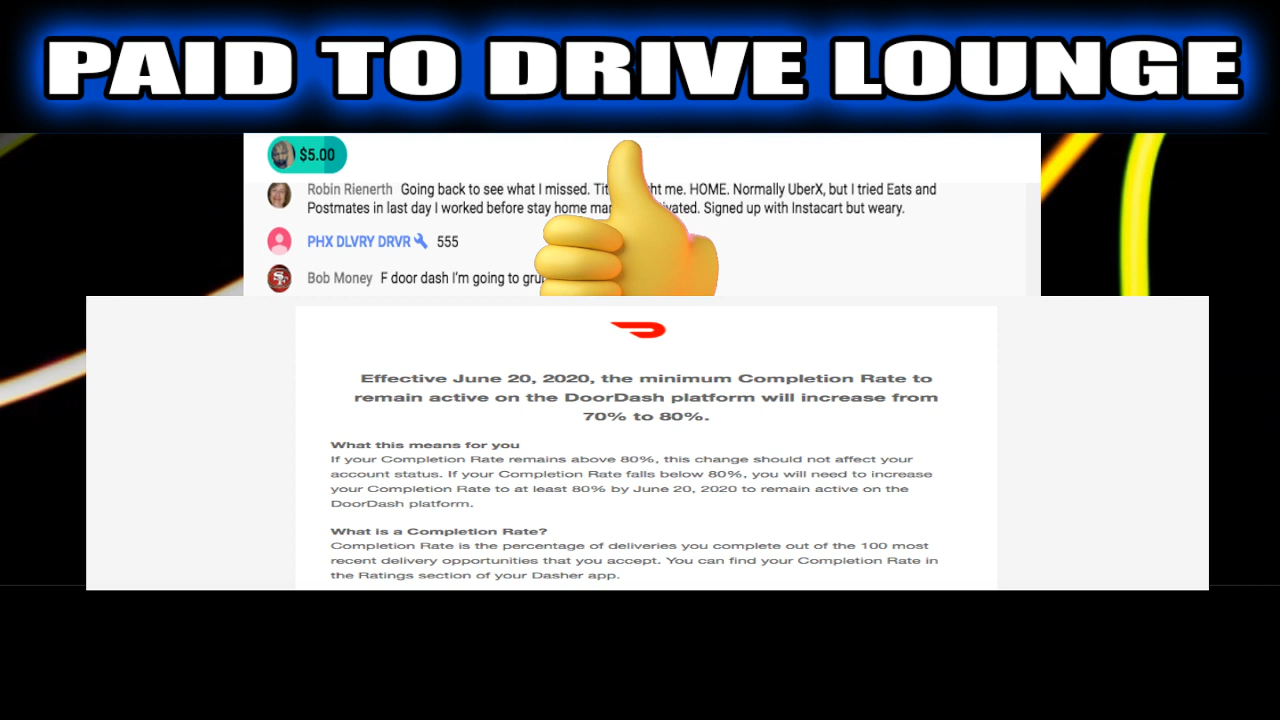 PAID TO DRIVE LOUNGE
$5.00
Robin Rienerth Going back to see what I missed. ht me. HOME. Normally UberX, but I tried Eats and
Postmates in last day I worked before stay home vated. Signed up with Instacart but weary.
PHX DLVRY DRVR 555
Bob Money F door dash I'm going to
Effective June 20, 2020, the minimum Completion Rate to
remain active on the DoorDash platform will increase from
70% to 80%.
What this means for you
If your Completion Rate remains above 80%, this change should not affect your
account status. If your Completion Rate falls below 80%, you will need to increase
your Completion Rate to at least 80% by June 20, 2020 to remain active on the
DoorDash platform.
What is a Completion Rate?
Completion Rate is the percentage of deliveries you complete out of the 100 most
recent delivery opportunities that you accept. You can find your Completion Rate in
the Ratings section of your Dasher app.